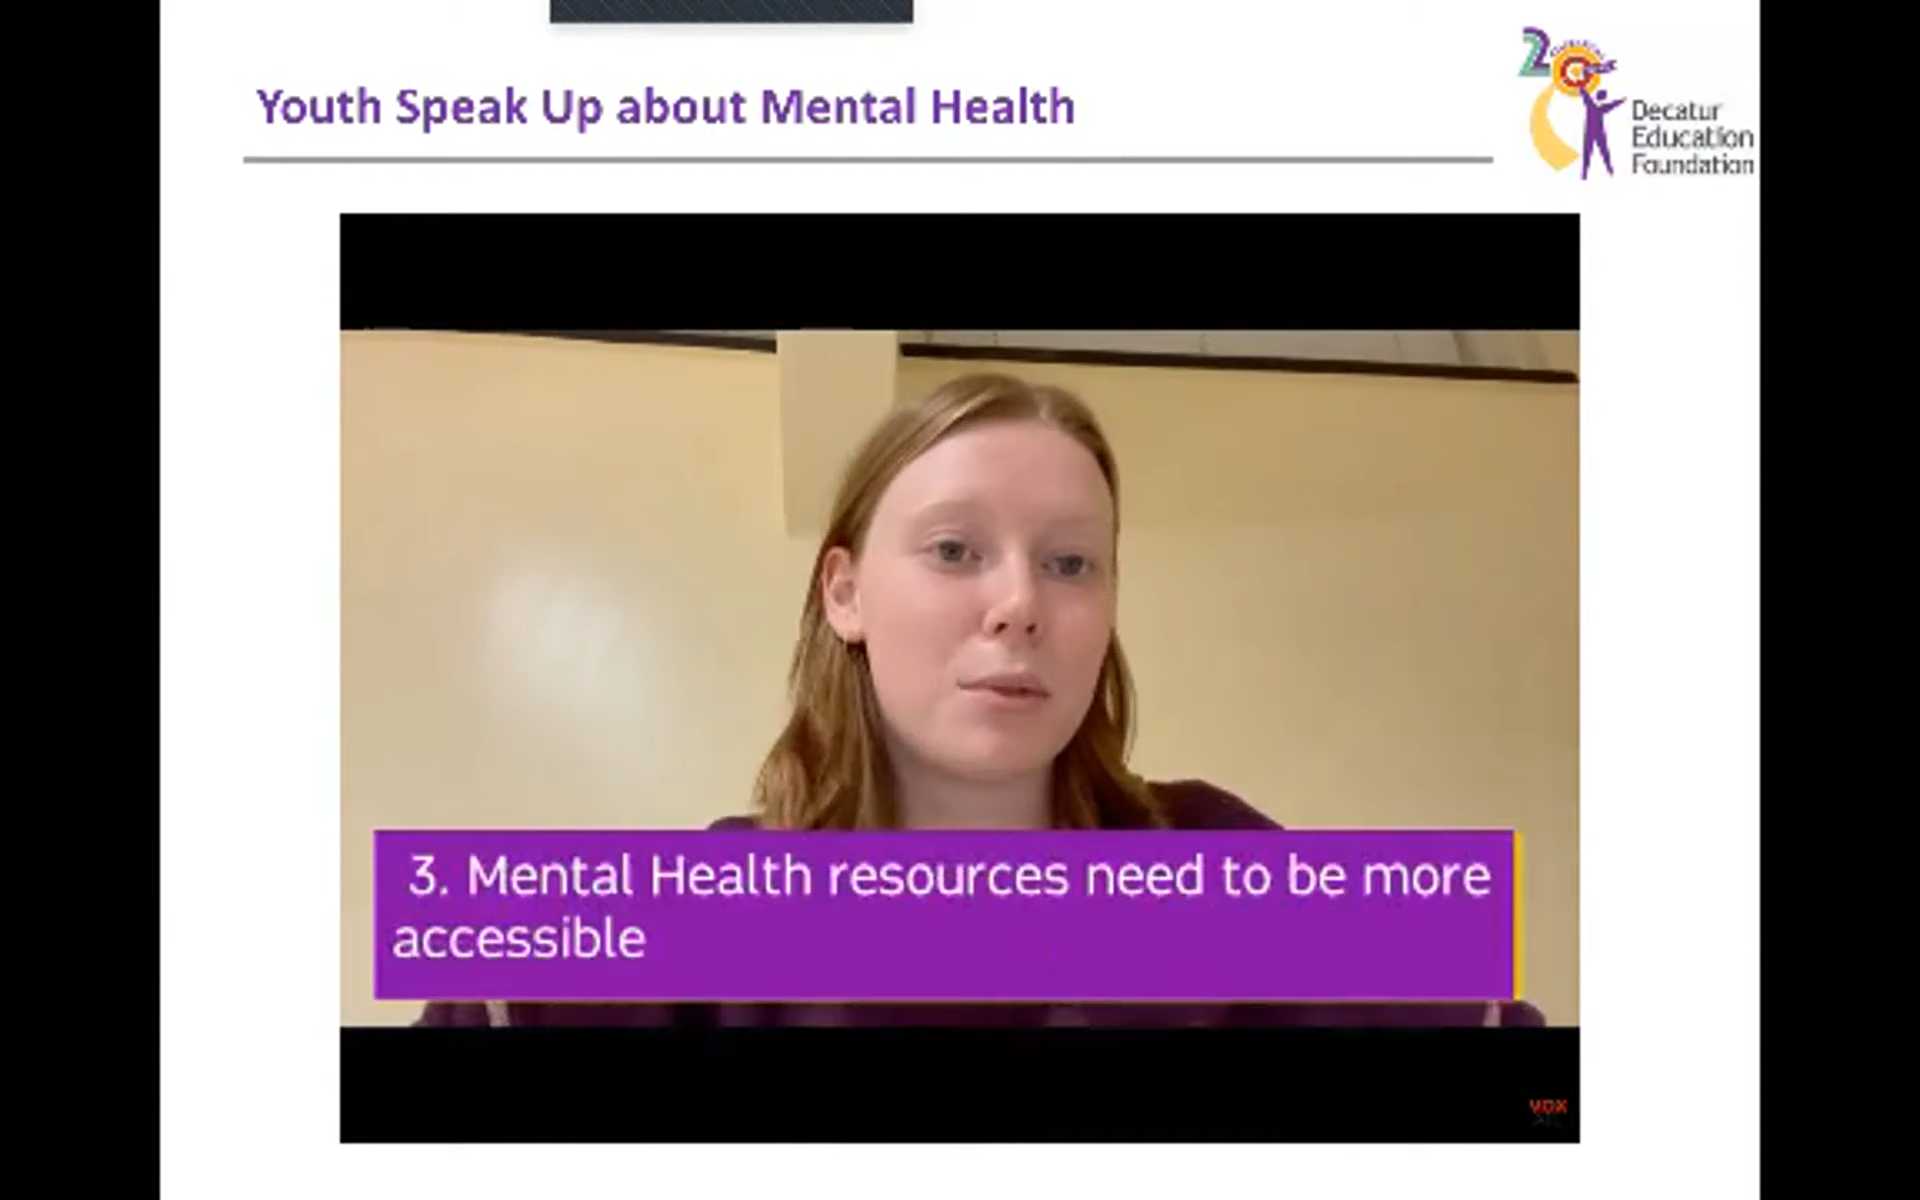 Youth Speak Up about Mental Health
20
Decatur
Education
Foundation
3. Mental Health resources need to be more
accessible
VOX